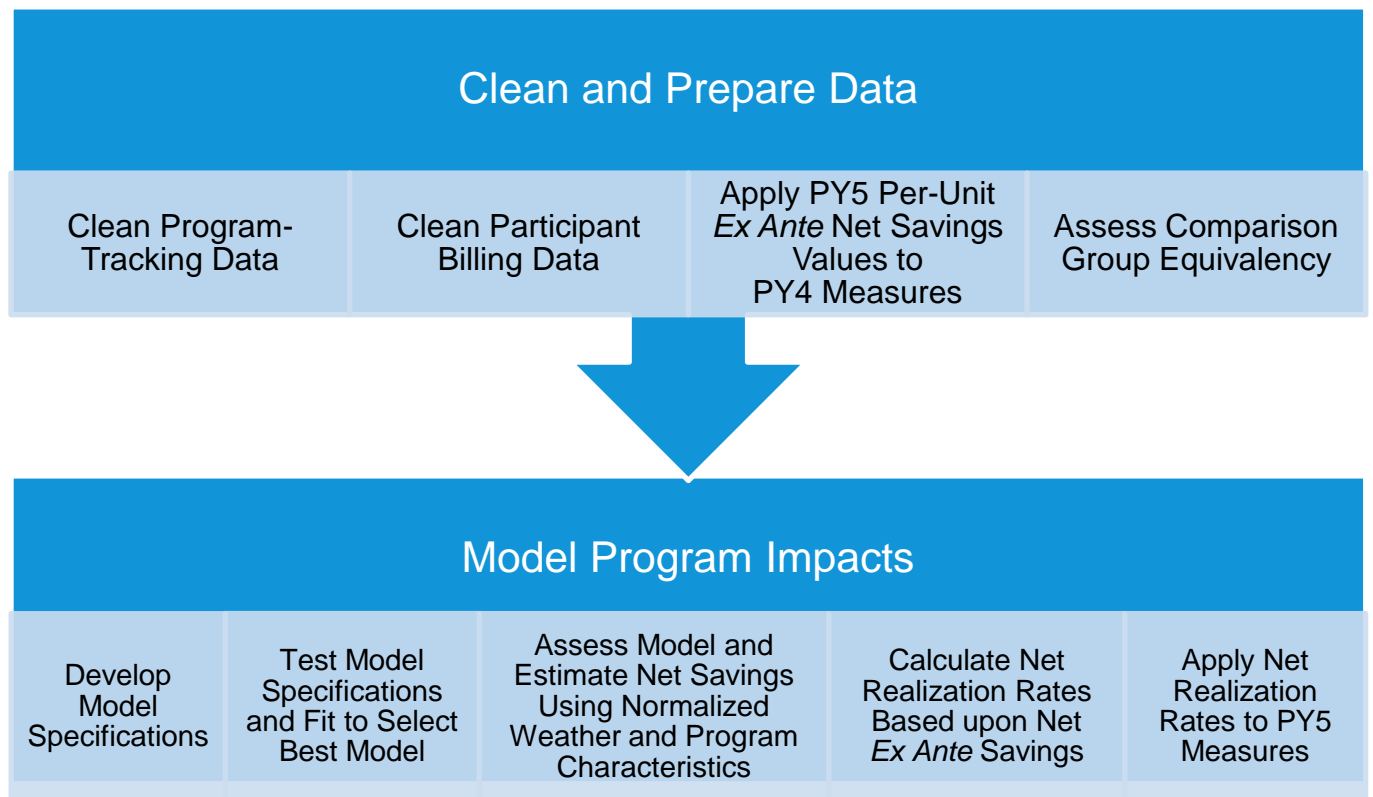 Clean and Prepare Data
Clean Program-
Tracking Data
Clean Participant
Billing Data
Apply PY5 Per-Unit
Ex Ante Net Savings
Values to
PY4 Measures
Assess Comparison
Group Equivalency
Model Program Impacts
Develop
Model
Specifications
Test Model
Specifications
and Fit to Select
Best Model
Assess Model and
Estimate Net Savings
Using Normalized
Weather and Program
Characteristics
Calculate Net
Realization Rates
Based upon Net
Ex Ante Savings
Apply Net
Realization
Rates to PY5
Measures